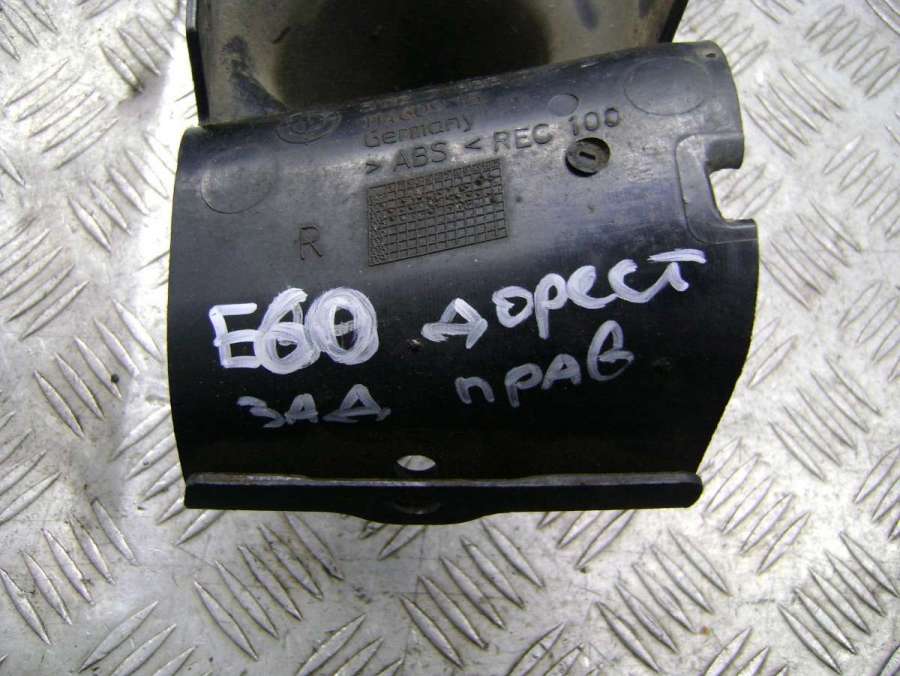 Germany
> ABS < REC 100
R
E60 дорест
зад прав